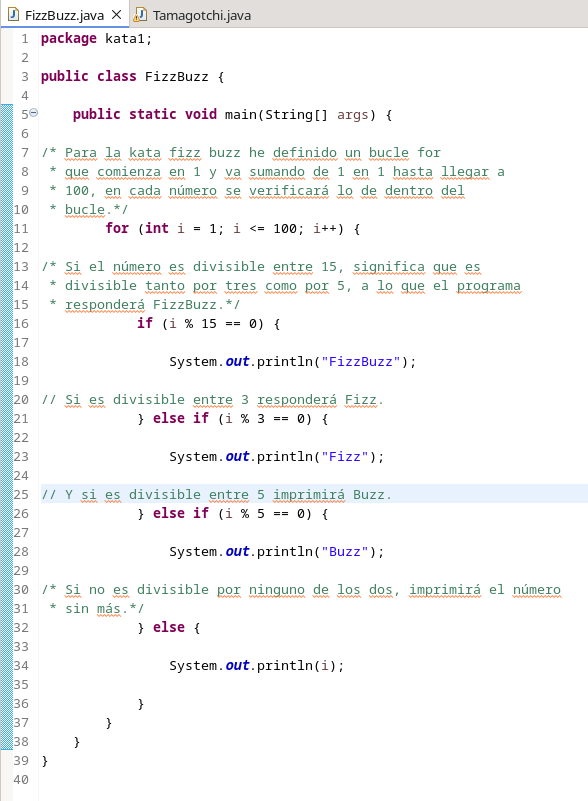 FizzBuzz.java Tamagotchi.java
1 package kata1;
2
3 public class FizzBuzz {
4
5     public static void main(String[] args) {
6
7 /* Para la kata fizz buzz he definido un bucle for
8  * que comienza en 1 y va sumando de 1 en 1 hasta llegar a
9  * 100, en cada número se verificará lo de dentro del
10  * bucle.*/
11         for (int i = 1; i <= 100; i++) {
12
13 /* Si el número es divisible entre 15, significa que es
14  * divisible tanto por tres como por 5, a lo que el programa
15  * responderá FizzBuzz.*/
16             if (i % 15 == 0) {
17
18                 System.out.println("FizzBuzz");
19
20 // Si es divisible entre 3 responderá Fizz.
21             } else if (i % 3 == 0) {
22
23                 System.out.println("Fizz");
24
25 // Y si es divisible entre 5 imprimirá Buzz.
26             } else if (i % 5 == 0) {
27
28                 System.out.println("Buzz");
29
30 /* Si no es divisible por ninguno de los dos, imprimirá el número
31  * sin más.*/
32             } else {
33
34                 System.out.println(i);
35
36             }
37         }
38     }
39 }
40